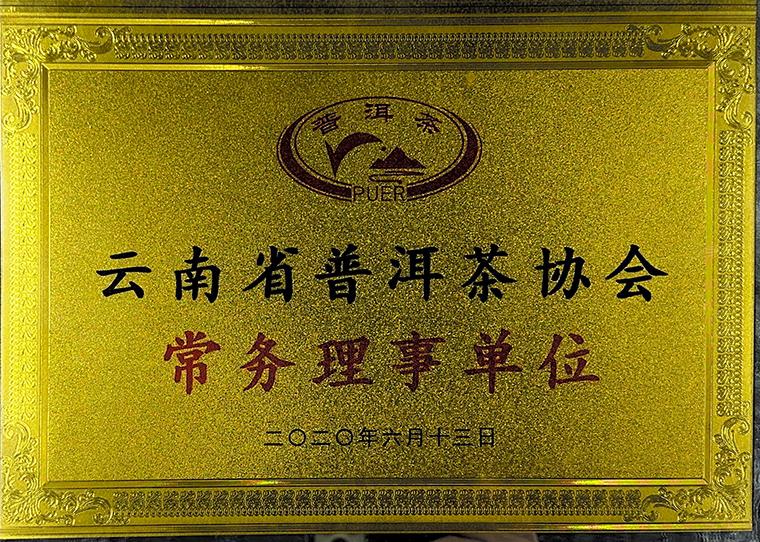 普洱茶
PUER
云南省普洱茶协会
常务理事单位
二〇二〇年六月十三日